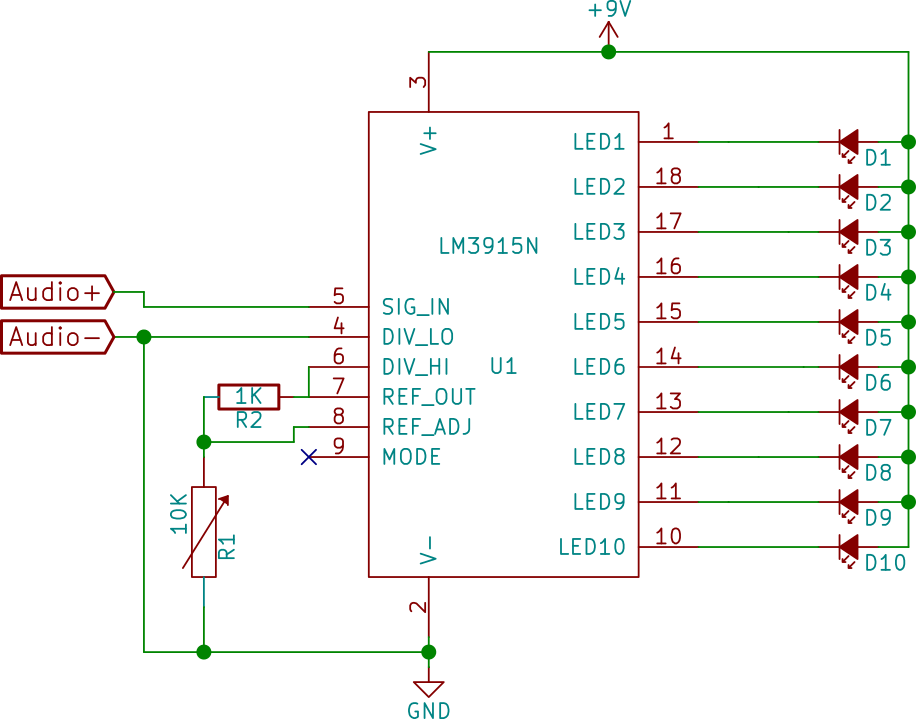 +9V
3
V+
LED1
1
D1
LED2
18
D2
LM3915N
LED3
17
D3
LED4
16
D4
Audio+
5
SIG_IN
LED5
15
D5
Audio-
4
DIV_LO
6
DIV_HI
U1
LED6
14
D6
1K
R2
7
REF_OUT
LED7
13
D7
8
REF_ADJ
9
MODE
LED8
12
D8
10K
R1
LED9
11
D9
V-
LED10
10
D10
2
GND